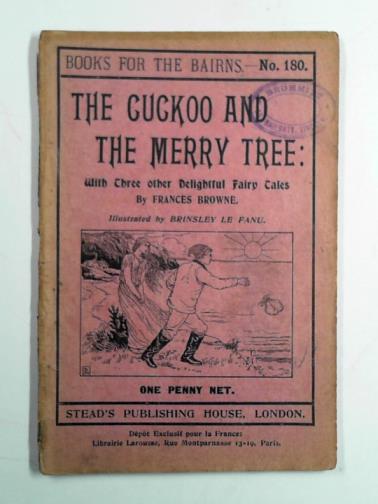 BOOKS FOR THE BAIRNS.—No. 180.
THE CUCKOO AND
THE MERRY TREE:
With Three other Delightful Fairy Tales
By FRANCES BROWNE.
Illustrated by BRINSLEY LE FANU.
ONE PENNY NET.
STEAD'S PUBLISHING HOUSE, LONDON.
Dépôt Exclusif pour la France:
Librairie Larousse, Rue Montparnasse 13-19, Paris.